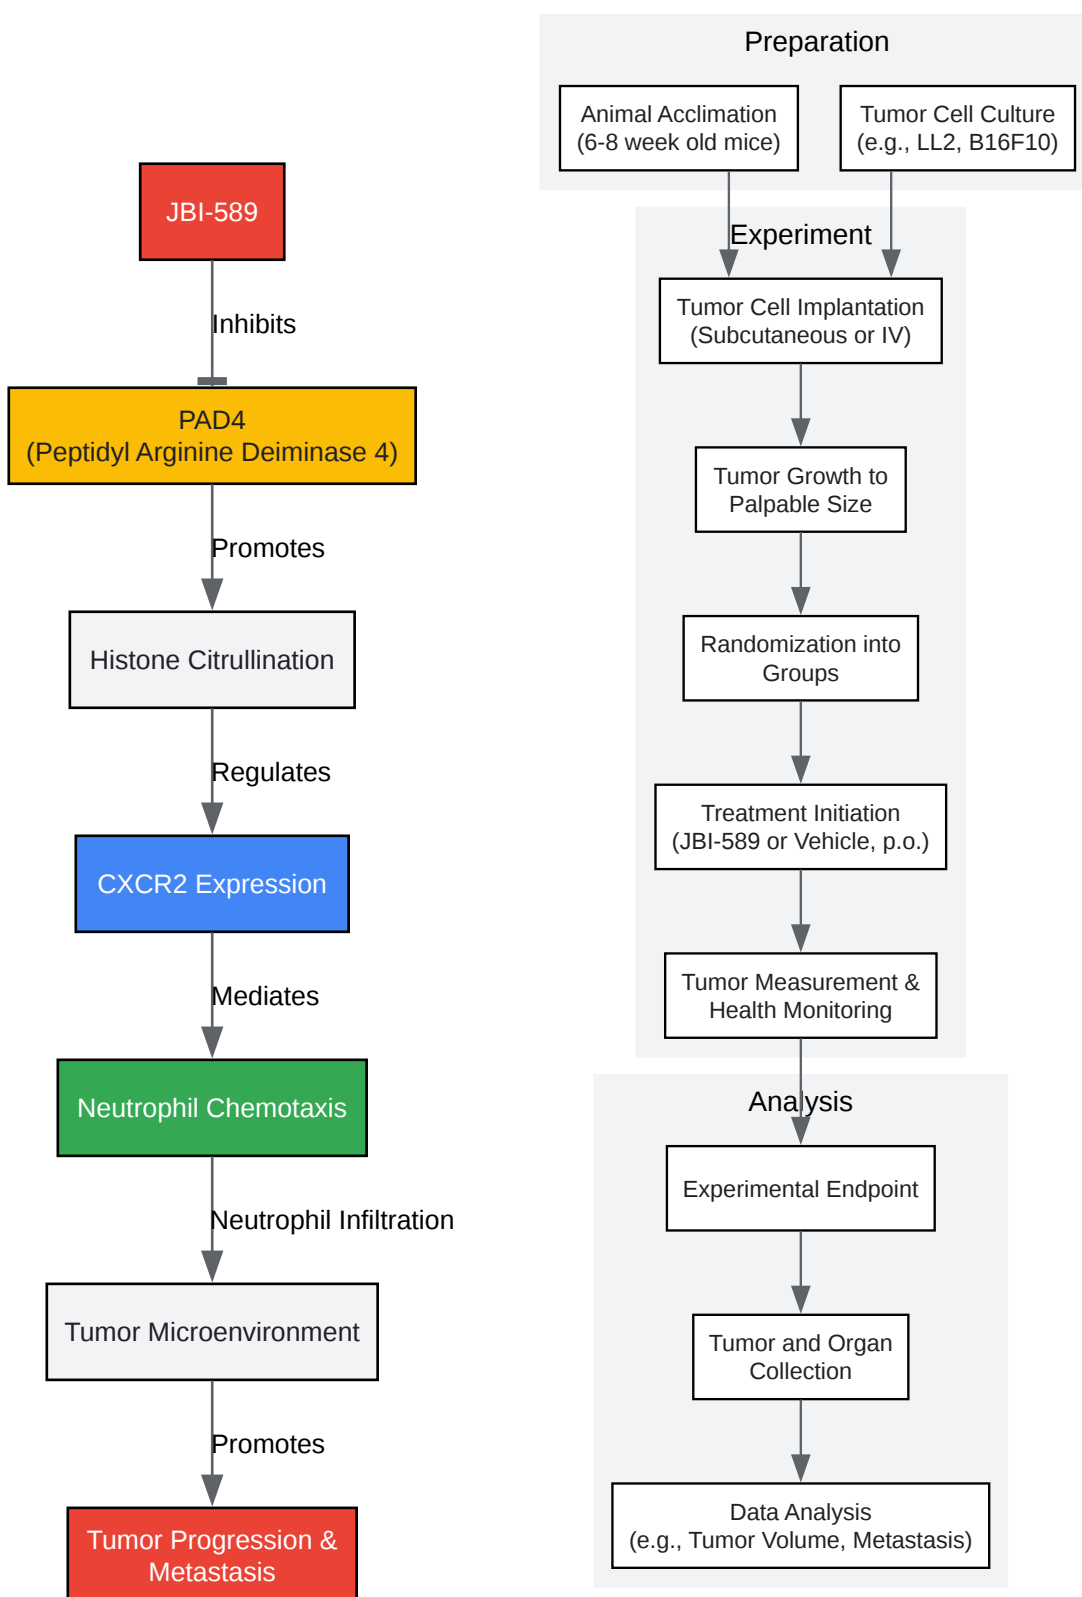 JBI-589
Inhibits
PAD4
(Peptidyl Arginine Deiminase 4)
Promotes
Histone Citrullination
Regulates
CXCR2 Expression
Mediates
Neutrophil Chemotaxis
Neutrophil Infiltration
Tumor Microenvironment
Promotes
Tumor Progression &
Metastasis
Preparation
Animal Acclimation
(6-8 week old mice)
Tumor Cell Culture
(e.g., LL2, B16F10)
Experiment
Tumor Cell Implantation
(Subcutaneous or IV)
Tumor Growth to
Palpable Size
Randomization into
Groups
Treatment Initiation
(JBI-589 or Vehicle, p.o.)
Tumor Measurement &
Health Monitoring
Analysis
Experimental Endpoint
Tumor and Organ
Collection
Data Analysis
(e.g., Tumor Volume, Metastasis)